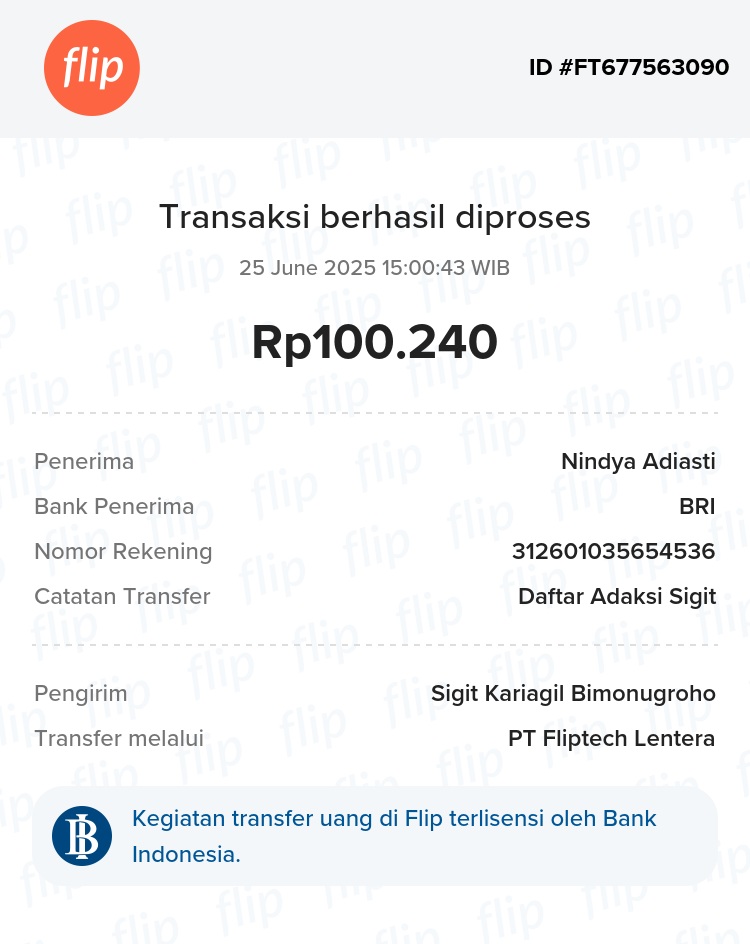 flip
ID #FT677563090
Transaksi berhasil diproses
25 June 2025 15:00:43 WIB
Rp100.240
Penerima Nindya Adiasti
Bank Penerima BRI
Nomor Rekening 312601035654536
Catatan Transfer Daftar Adaksi Sigit
Pengirim Sigit Kariagil Bimonugroho
Transfer melalui PT Fliptech Lentera
Kegiatan transfer uang di Flip terlisensi oleh Bank
Indonesia.